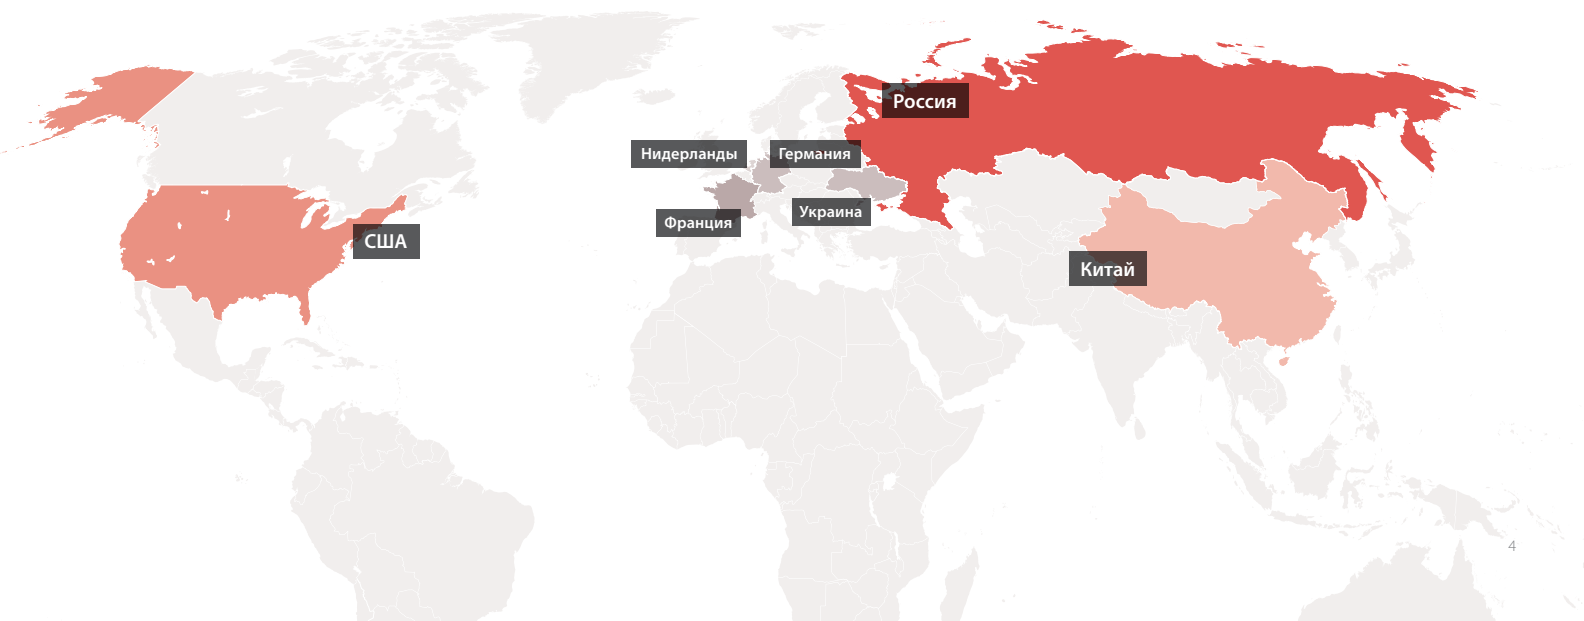 Россия
Нидерланды
Германия
Франция
Украина
США
Китай
4